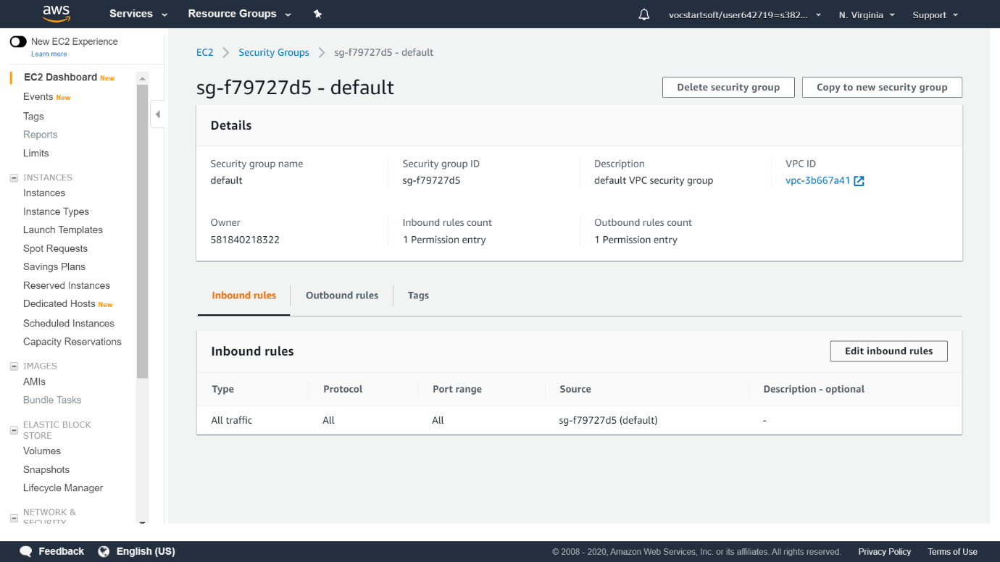 aws Services Resource Groups vocstartsoft/user642719=s382... N. Virginia Support
New EC2 Experience
Learn more
EC2 Dashboard New
Events New
Tags
Reports
Limits
INSTANCES
Instances
Instance Types
Launch Templates
Spot Requests
Savings Plans
Reserved Instances
Dedicated Hosts New
Scheduled Instances
Capacity Reservations
IMAGES
AMIs
Bundle Tasks
ELASTIC BLOCK
STORE
Volumes
Snapshots
Lifecycle Manager
NETWORK &
SECURITY
EC2 Security Groups sg-f79727d5 - default
sg-f79727d5 - default Delete security group Copy to new security group
Details
Security group name Security group ID Description VPC ID
default sg-f79727d5 default VPC security group vpc-3b667a41
Owner Inbound rules count Outbound rules count
581840218322 1 Permission entry 1 Permission entry
Inbound rules Outbound rules Tags
Inbound rules Edit inbound rules
Type Protocol Port range Source Description - optional
All traffic All All sg-f79727d5 (default) -
Feedback English (US) © 2008 - 2020, Amazon Web Services, Inc. or its affiliates. All rights reserved. Privacy Policy Terms of Use